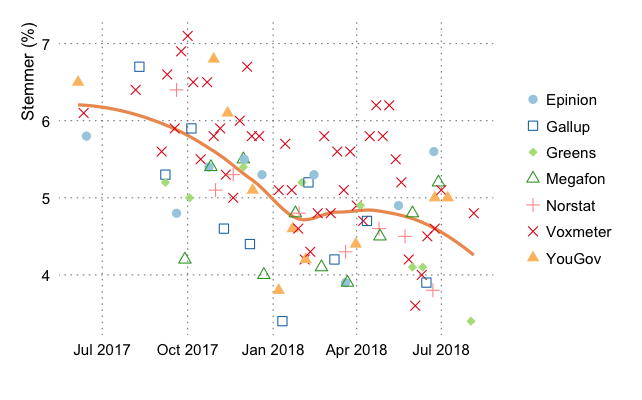 Stemmer (%)
7
6
5
4
Jul 2017
Oct 2017
Jan 2018
Apr 2018
Jul 2018
Epinion
Gallup
Greens
Megafon
Norstat
Voxmeter
YouGov